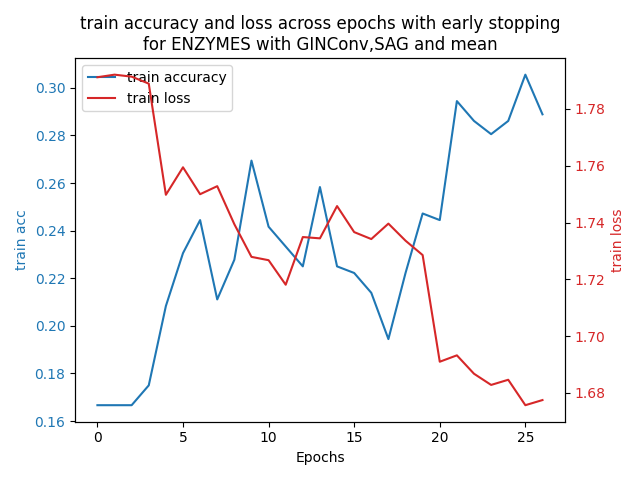 train accuracy and loss across epochs with early stopping
for ENZYMES with GINConv,SAG and mean
train accuracy
train loss
0.30
0.28
0.26
0.24
0.22
0.20
0.18
0.16
train acc
1.78
1.76
1.74
1.72
1.70
1.68
train loss
0 5 10 15 20 25
Epochs